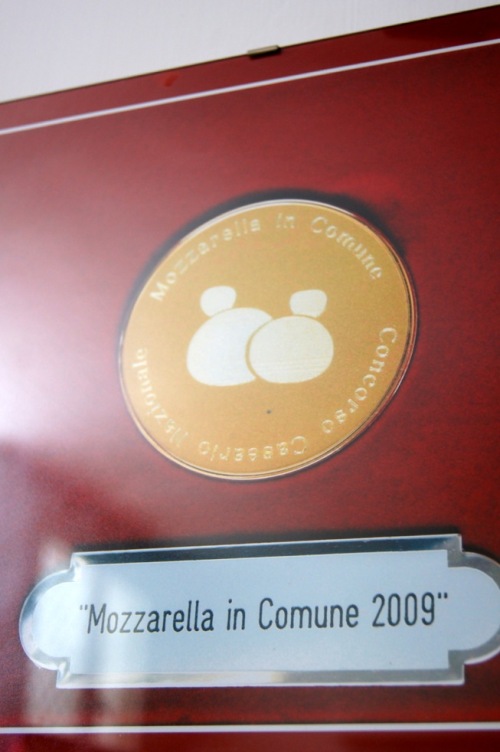 Mozzarella in Comune
Concorso Caseario Nazionale
"Mozzarella in Comune 2009"